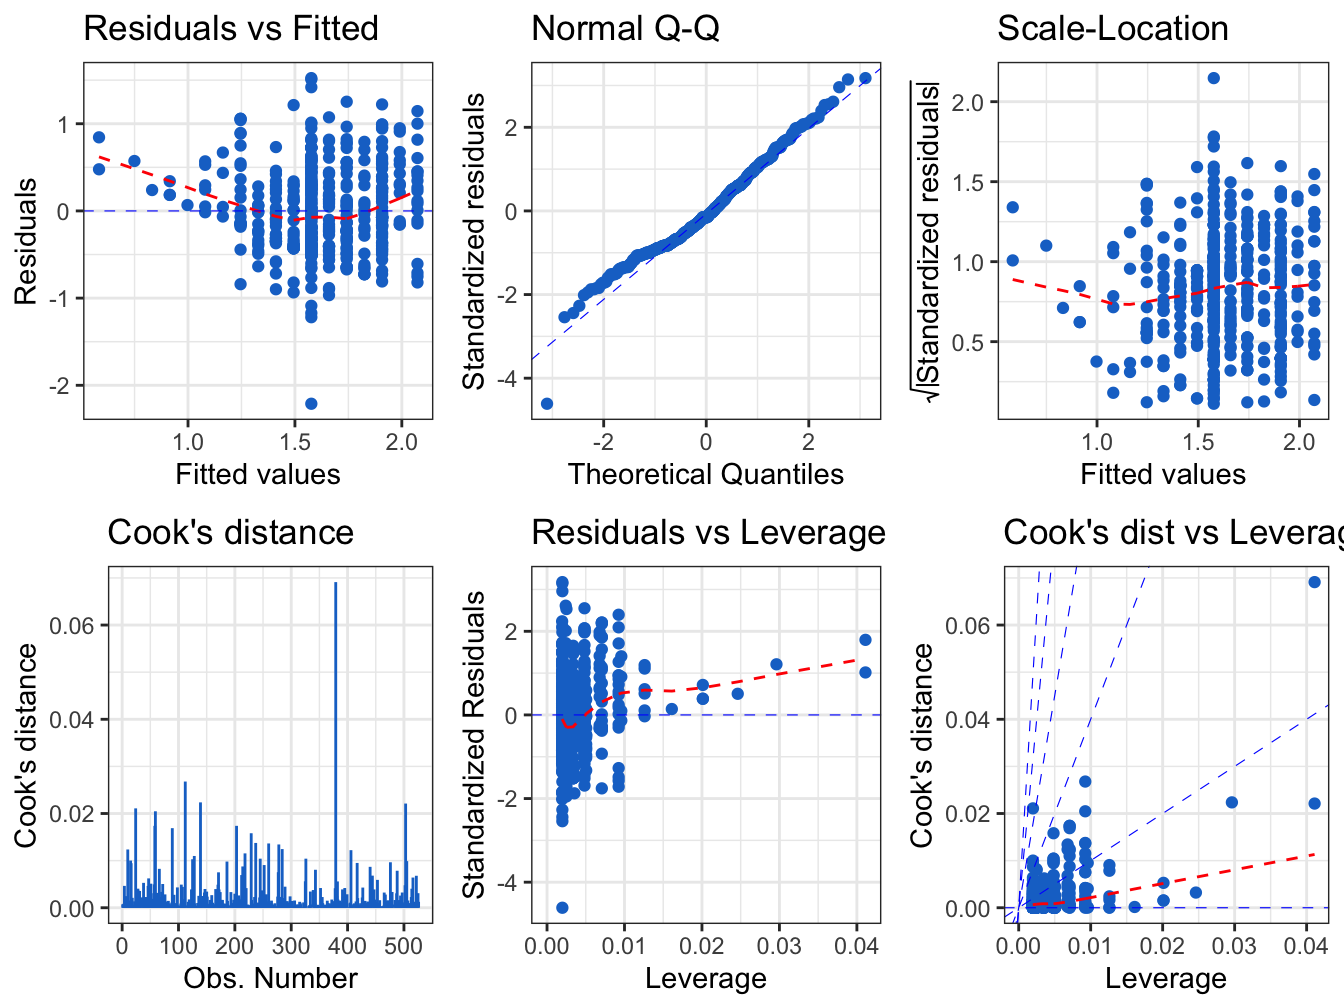 Residuals vs Fitted
1
0
-1
-2
1.0 1.5 2.0
Fitted values
Residuals
Normal Q-Q
2
0
-2
-4
-2 0 2
Theoretical Quantiles
Standardized residuals
Scale-Location
2.0
1.5
1.0
0.5
1.0 1.5 2.0
Fitted values
√|Standardized residuals|
Cook's distance
0.06
0.04
0.02
0.00
0 100 200 300 400 500
Obs. Number
Cook's distance
Residuals vs Leverage
2
0
-2
-4
0.00 0.01 0.02 0.03 0.04
Leverage
Standardized Residuals
Cook's dist vs Leverag
0.06
0.04
0.02
0.00
0.00 0.01 0.02 0.03 0.04
Leverage
Cook's distance